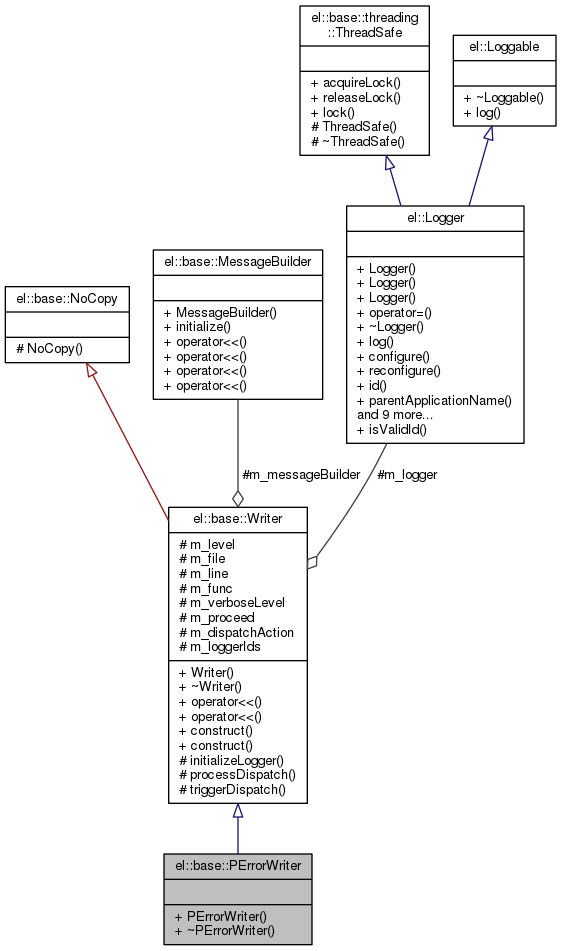 el::base::threading
::ThreadSafe
+ acquireLock()
+ releaseLock()
+ lock()
# ThreadSafe()
# ~ThreadSafe()
el::Loggable
+ ~Loggable()
+ log()
el::Logger
+ Logger()
+ Logger()
+ Logger()
+ operator=()
+ ~Logger()
+ log()
+ configure()
+ reconfigure()
+ id()
+ parentApplicationName()
and 9 more...
+ isValidId()
el::base::MessageBuilder
+ MessageBuilder()
+ initialize()
+ operator<<()
+ operator<<()
+ operator<<()
+ operator<<()
el::base::NoCopy
# NoCopy()
#m_messageBuilder
#m_logger
el::base::Writer
# m_level
# m_file
# m_line
# m_func
# m_verboseLevel
# m_proceed
# m_dispatchAction
# m_loggerIds
+ Writer()
+ ~Writer()
+ operator<<()
+ operator<<()
+ construct()
+ construct()
# initializeLogger()
# processDispatch()
# triggerDispatch()
el::base::PErrorWriter
+ PErrorWriter()
+ ~PErrorWriter()